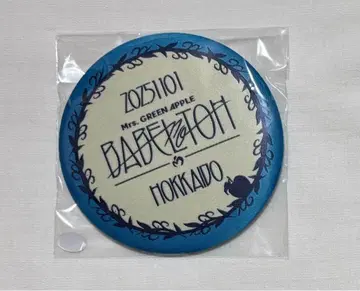 20251101
Mrs. GREEN APPLE
BABEL no TOH
HOKKAIDO